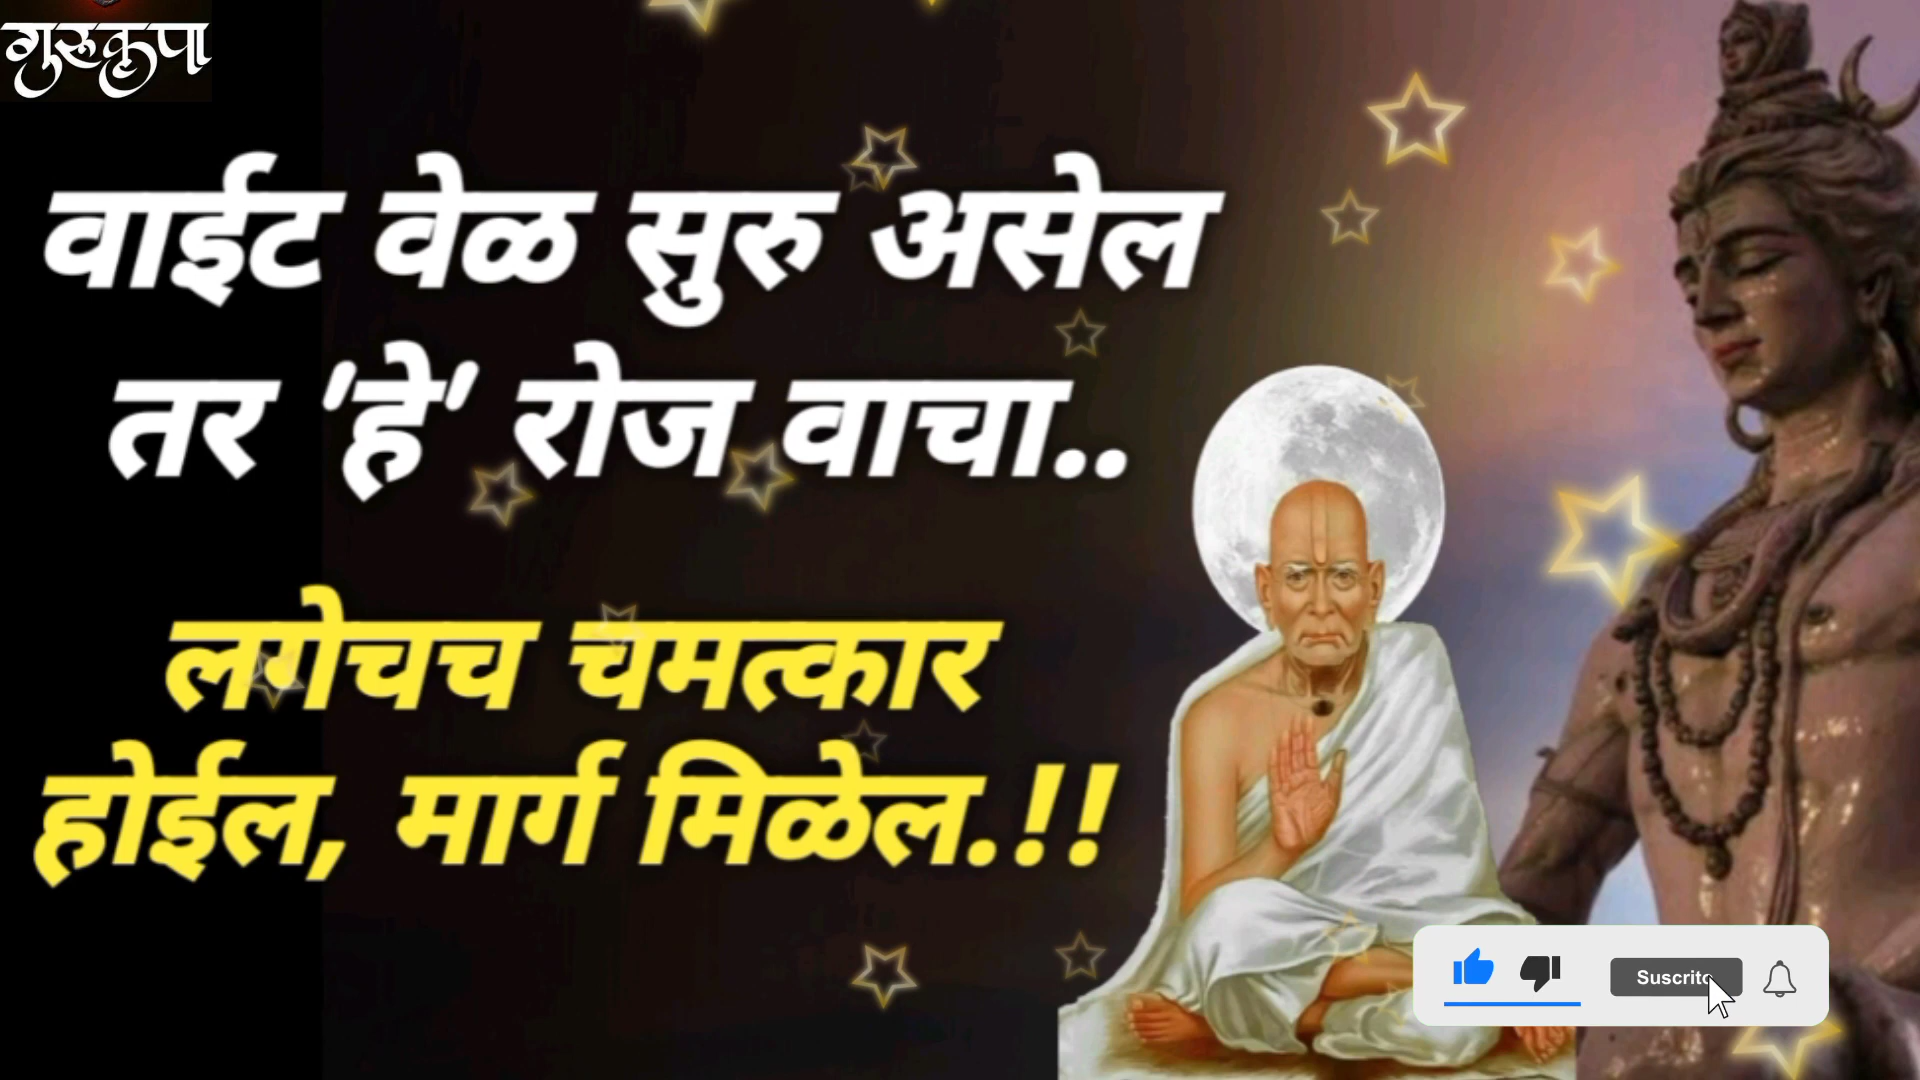 गुरुकृपा
वाईट वेळ सुरु असेल
तर 'हे' रोज वाचा..
लगेचच चमत्कार
होईल, मार्ग मिळेल.!!
Suscrito